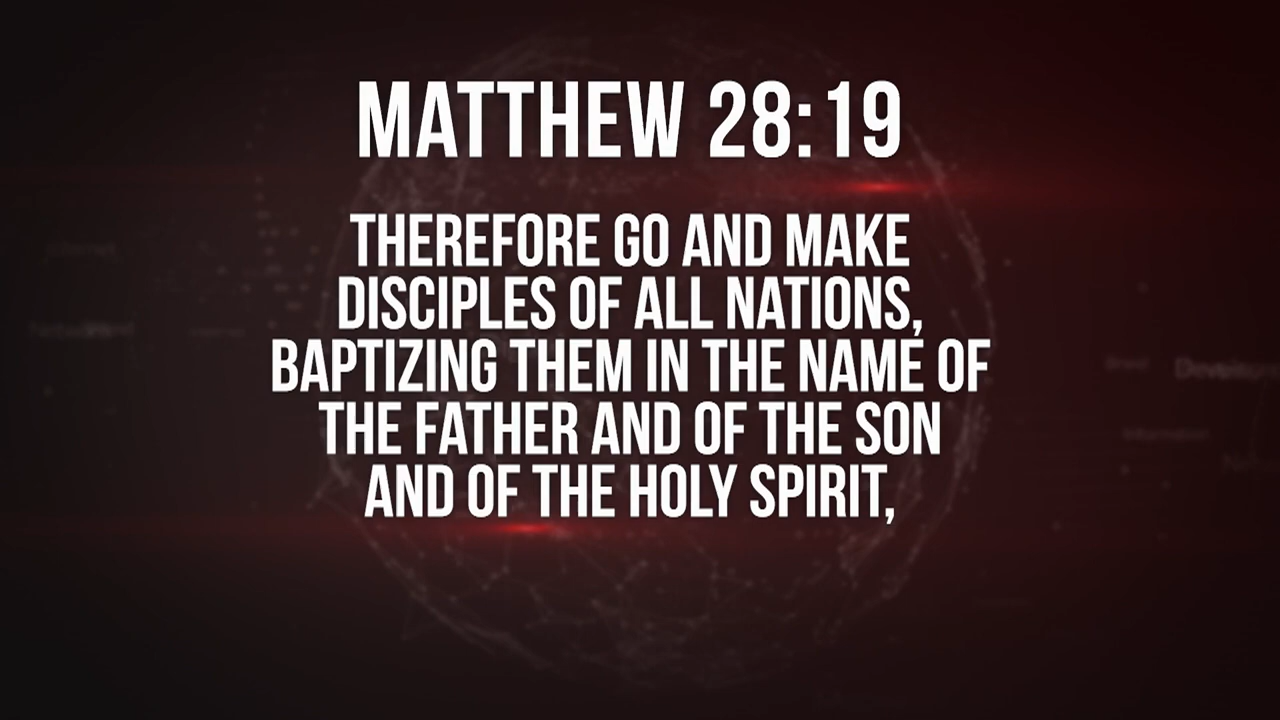 MATTHEW 28:19
THEREFORE GO AND MAKE
DISCIPLES OF ALL NATIONS,
BAPTIZING THEM IN THE NAME OF
THE FATHER AND OF THE SON
AND OF THE HOLY SPIRIT,